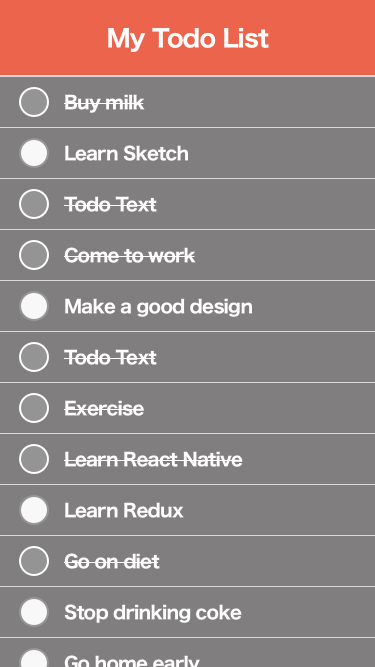 My Todo List
Buy milk
Learn Sketch
Todo Text
Come to work
Make a good design
Todo Text
Exercise
Learn React Native
Learn Redux
Go on diet
Stop drinking coke
Go home early